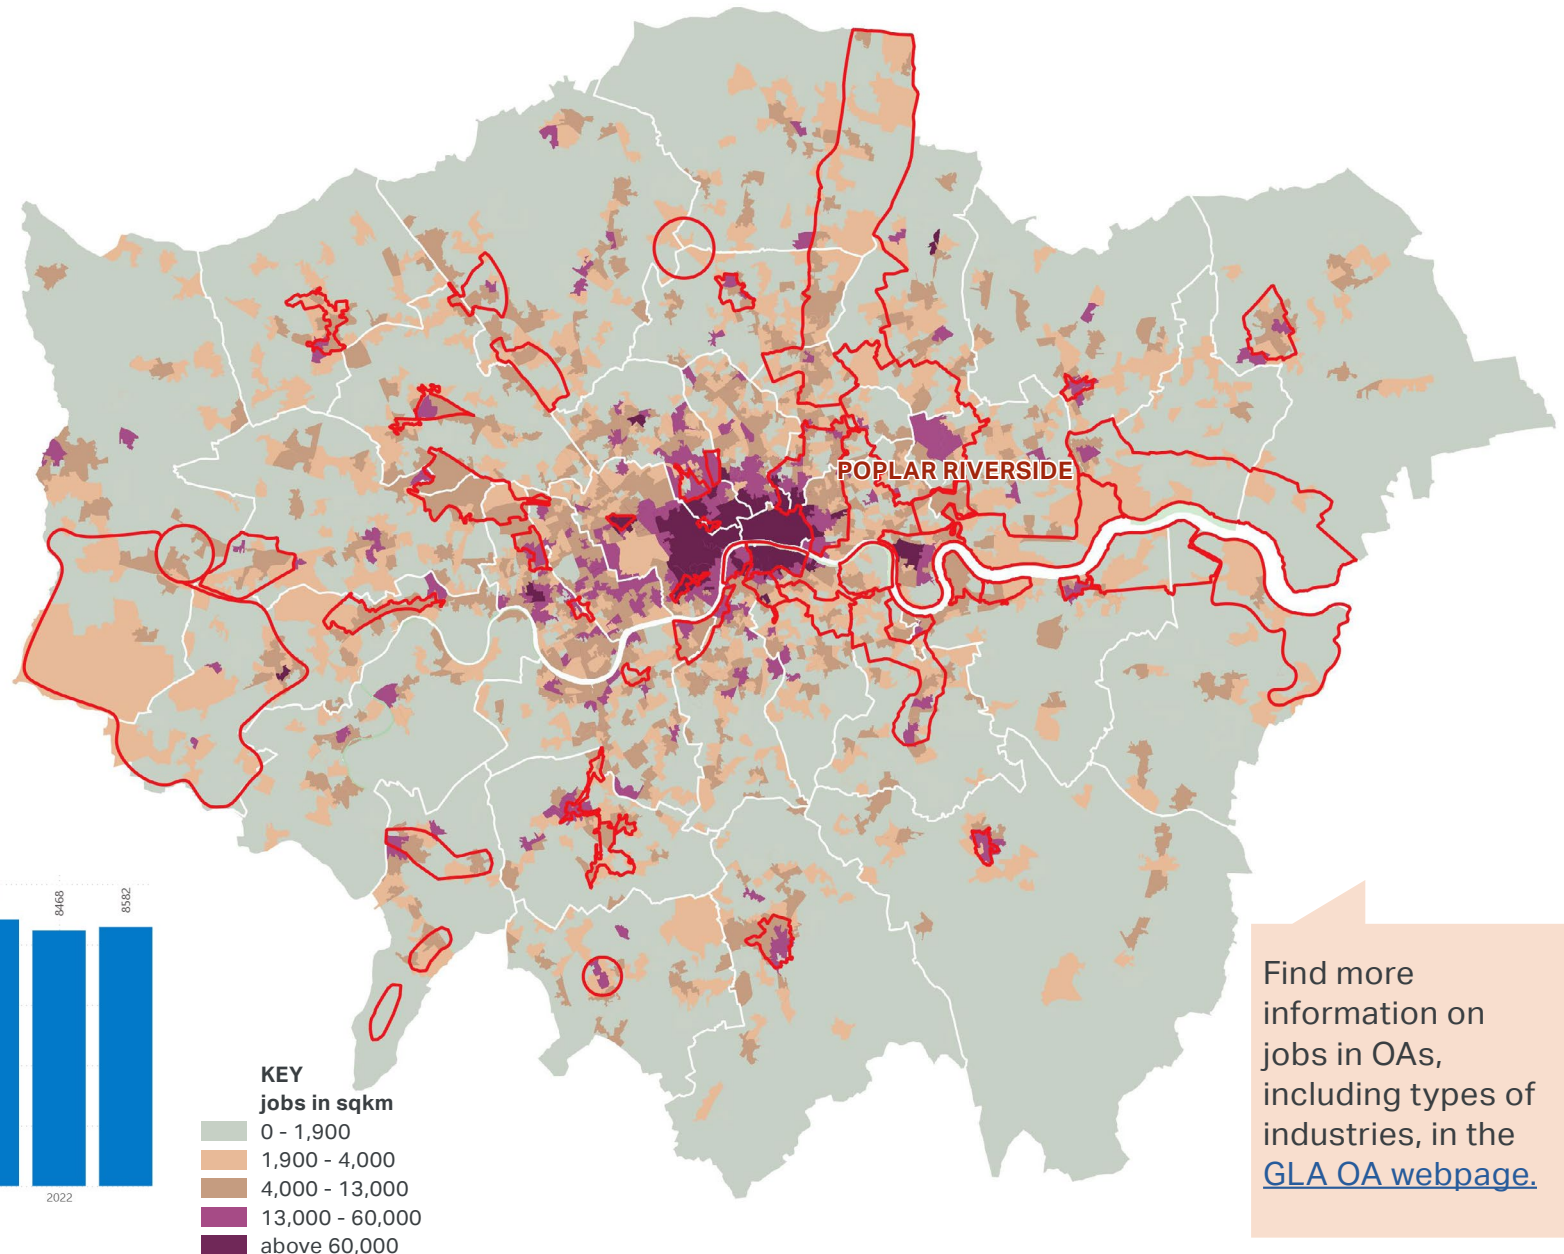 POPLAR RIVERSIDE
8468
8582
2022
KEY
jobs in sqkm
0 - 1,900
1,900 - 4,000
4,000 - 13,000
13,000 - 60,000
above 60,000
Find more
information on
jobs in OAs,
including types of
industries, in the
GLA OA webpage.